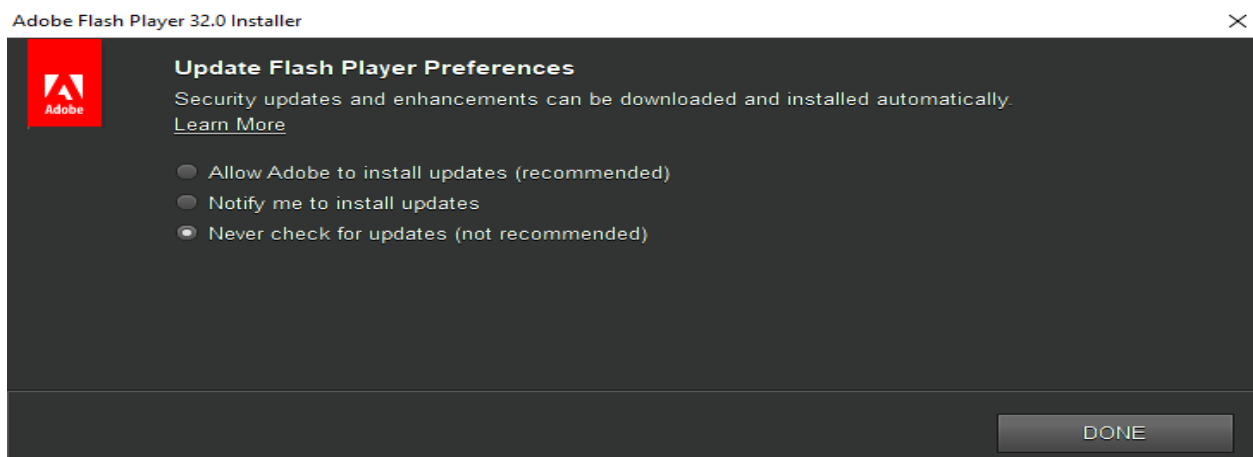 Adobe Flash Player 32.0 Installer
Adobe
Update Flash Player Preferences
Security updates and enhancements can be downloaded and installed automatically.
Learn More
Allow Adobe to install updates (recommended)
Notify me to install updates
Never check for updates (not recommended)
DONE